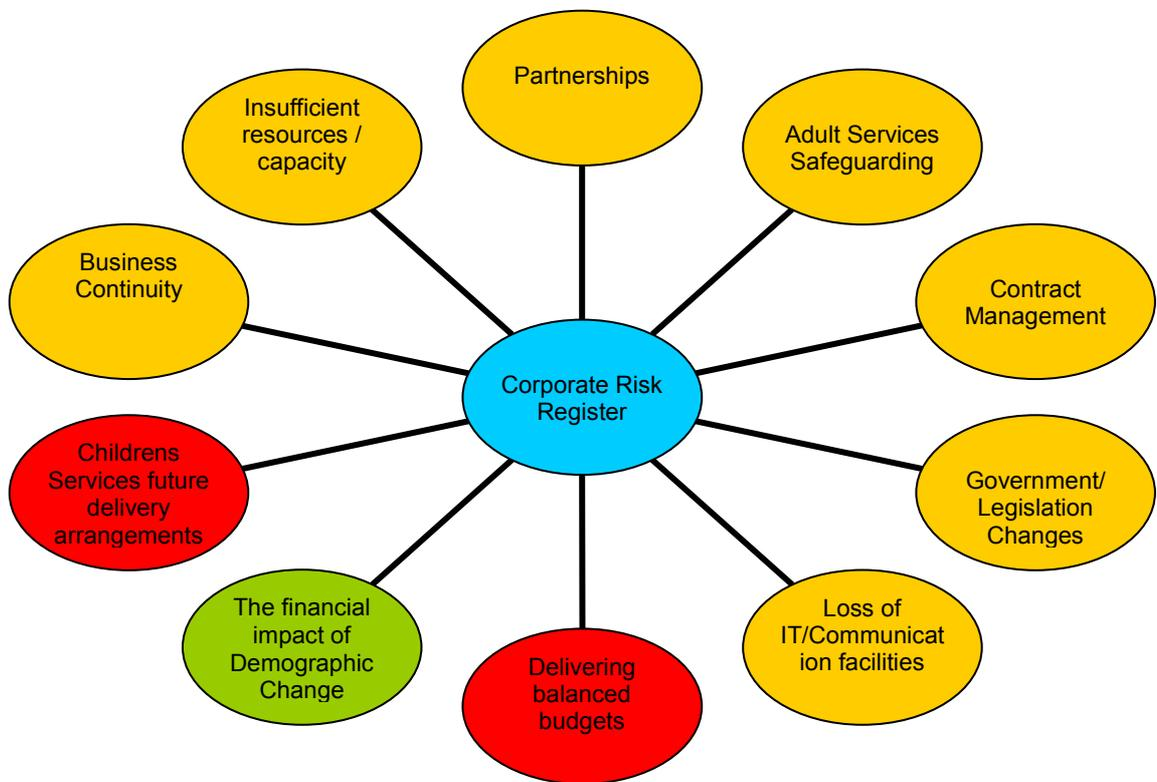 Partnerships
Insufficient
resources /
capacity
Adult Services
Safeguarding
Business
Continuity
Contract
Management
Corporate Risk
Register
Childrens
Services future
delivery
arrangements
Government/
Legislation
Changes
The financial
impact of
Demographic
Change
Loss of
IT/Communicat
ion facilities
Delivering
balanced
budgets